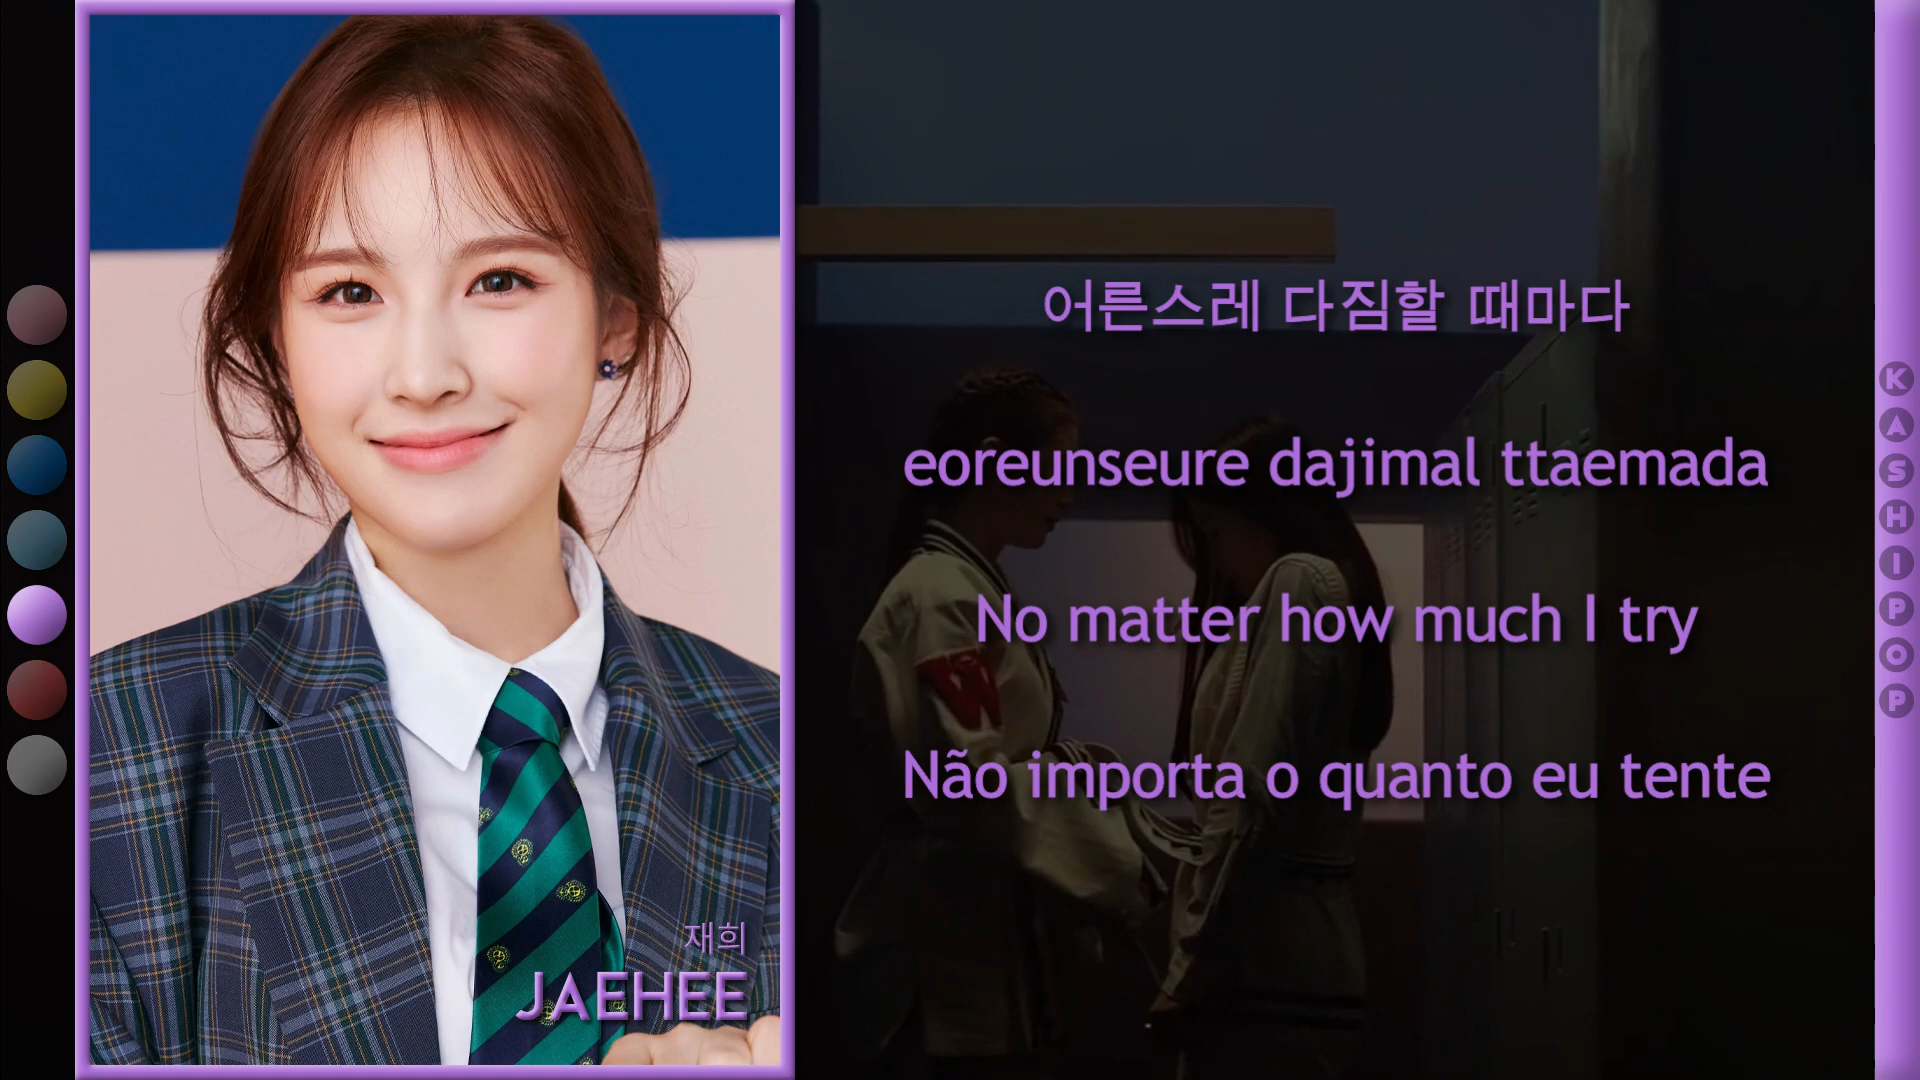 재희
JAEHEE
어른스레 다짐할 때마다
eoreunseure dajimal ttaemada
No matter how much I try
Não importa o quanto eu tente
W
KASHIPOP